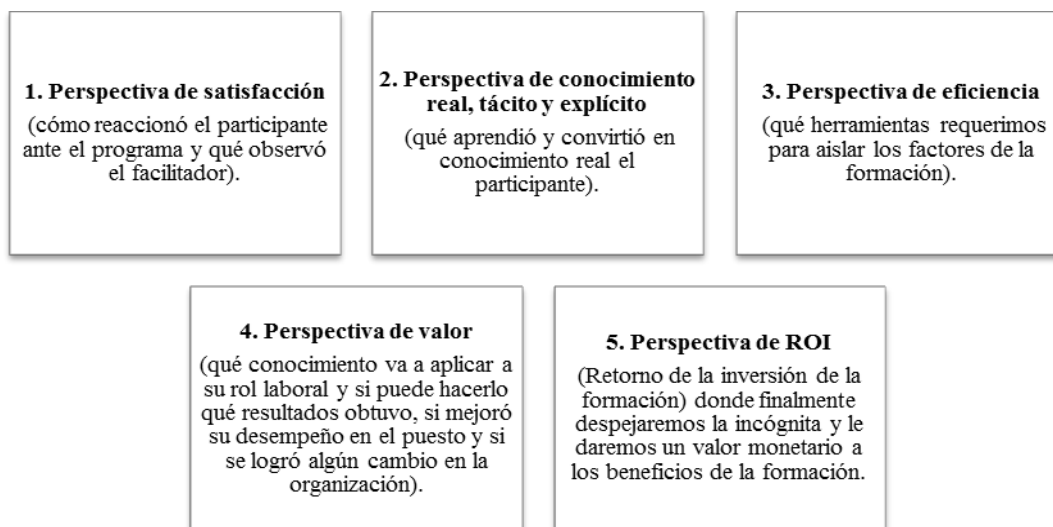 1. Perspectiva de satisfacción
(cómo reaccionó el participante
ante el programa y qué observó
el facilitador).
2. Perspectiva de conocimiento
real, tácito y explícito
(qué aprendió y convirtió en
conocimiento real el
participante).
3. Perspectiva de eficiencia
(qué herramientas requerimos
para aislar los factores de la
formación).
4. Perspectiva de valor
(qué conocimiento va a aplicar a
su rol laboral y si puede hacerlo
qué resultados obtuvo, si mejoró
su desempeño en el puesto y si
se logró algún cambio en la
organización).
5. Perspectiva de ROI
(Retorno de la inversión de la
formación) donde finalmente
despejaremos la incógnita y le
daremos un valor monetario a
los beneficios de la formación.